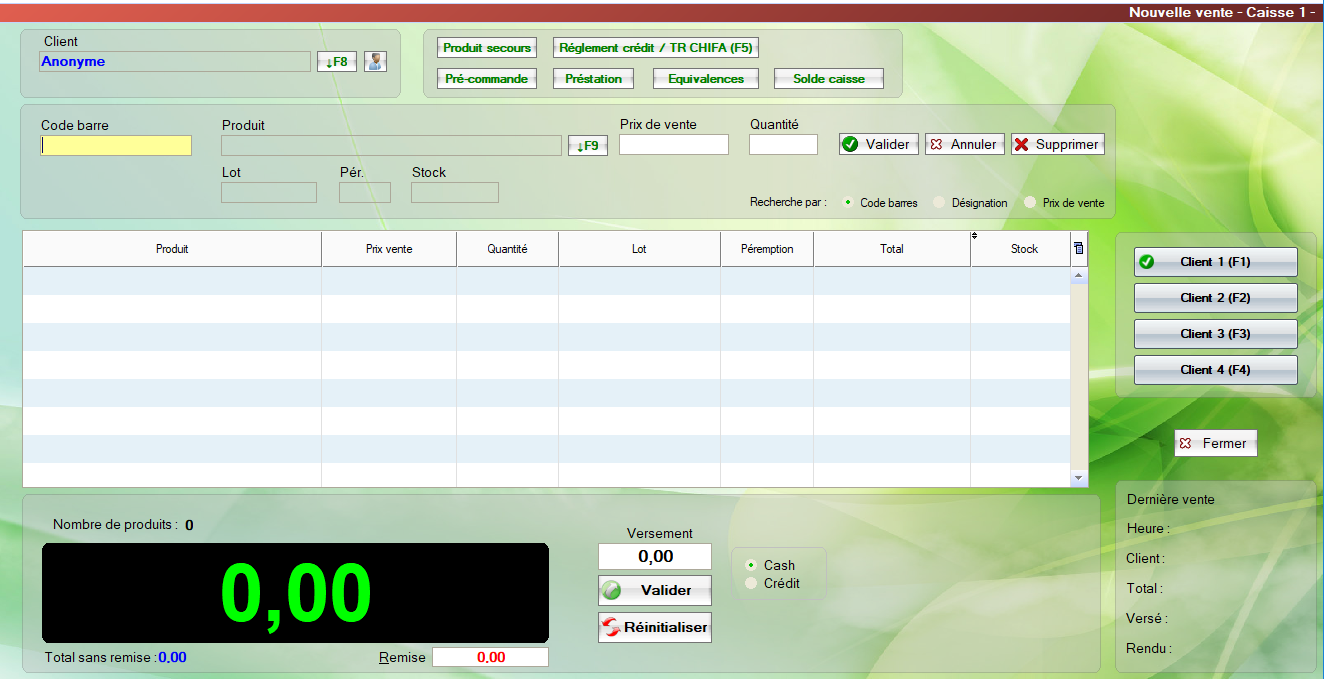 Nouvelle vente - Caisse 1 -
Client
Anonyme
↓F8
Produit secours
Réglement crédit / TR CHIFA (F5)
Pré-commande
Préstation
Equivalences
Solde caisse
Code barre
Produit
↓F9
Prix de vente
Quantité
Valider
Annuler
Supprimer
Lot
Pér.
Stock
Recherche par :
Code barres
Désignation
Prix de vente
Produit
Prix vente
Quantité
Lot
Péremption
Total
Stock
Client 1 (F1)
Client 2 (F2)
Client 3 (F3)
Client 4 (F4)
Fermer
Nombre de produits : 0
0,00
Total sans remise : 0,00
Remise
0,00
Versement
0,00
Valider
Réinitialiser
Cash
Crédit
Dernière vente
Heure :
Client :
Total :
Versé :
Rendu :